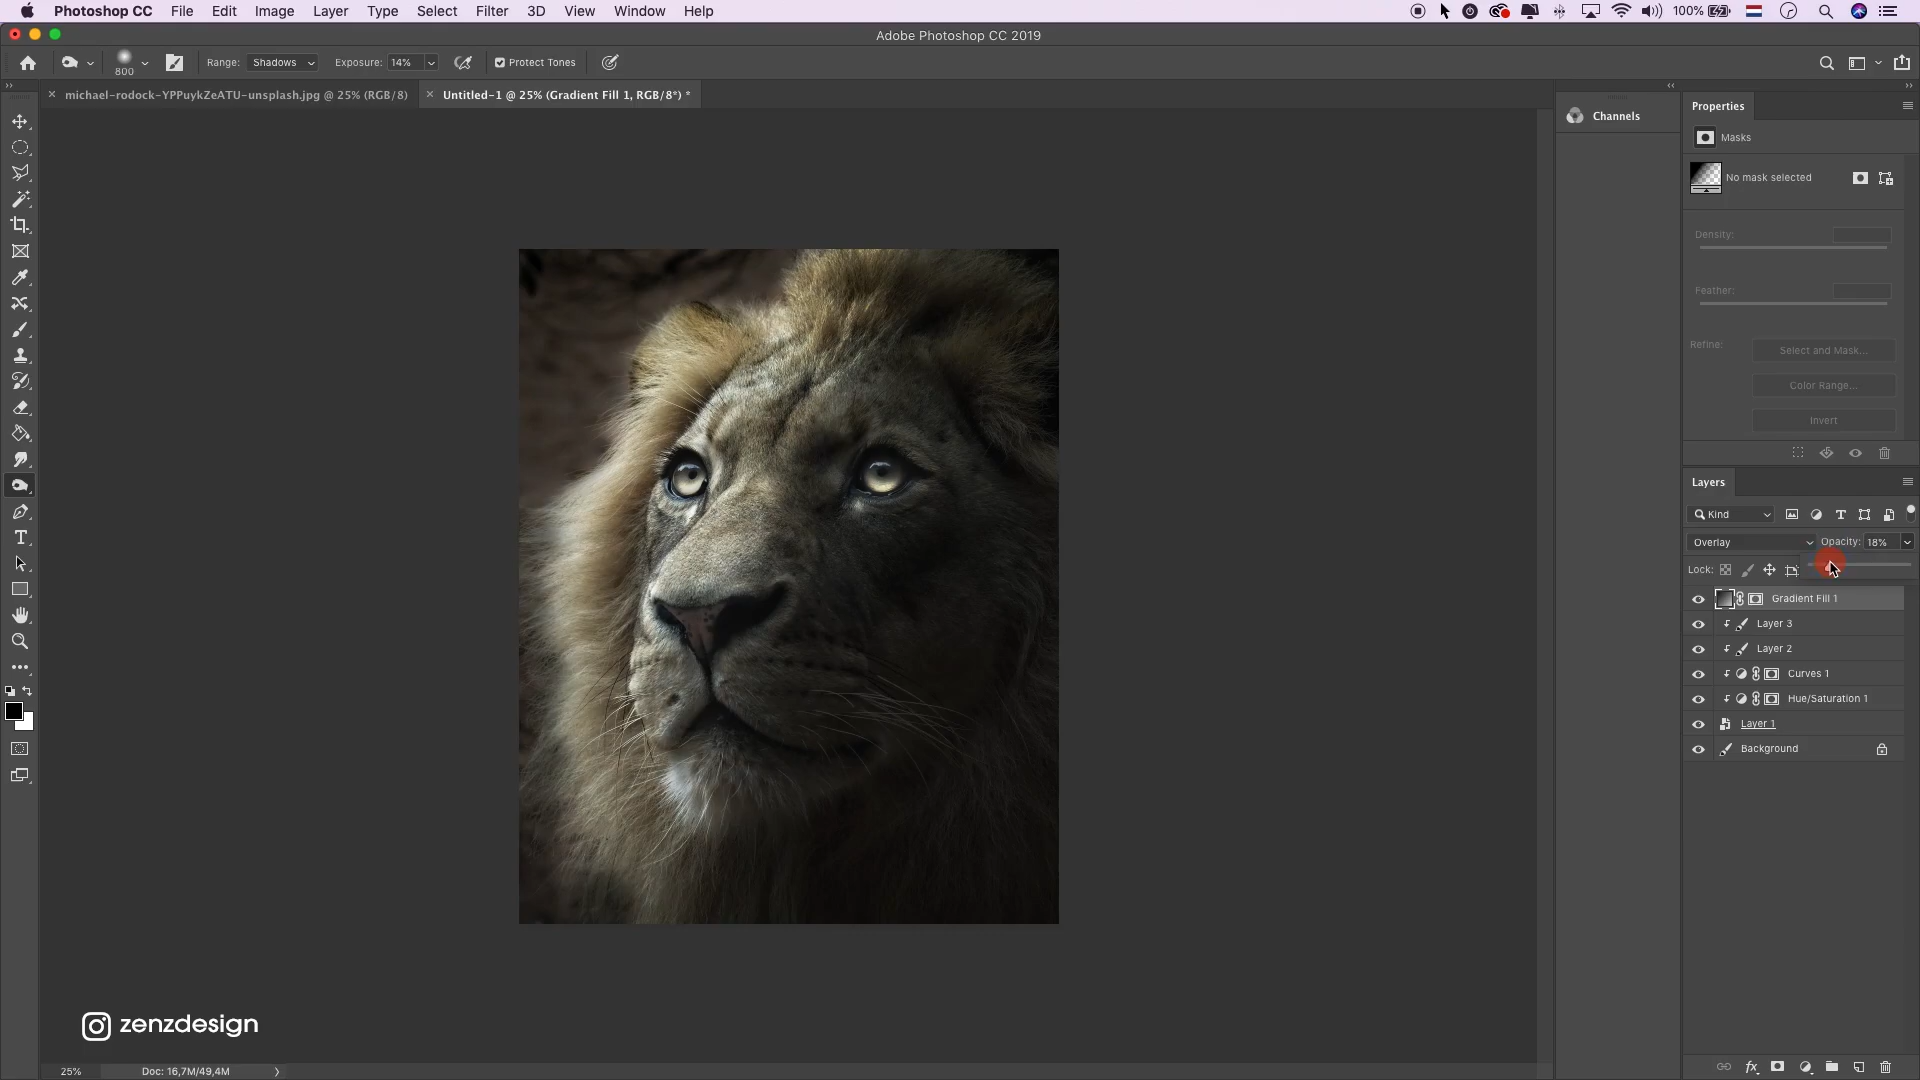 Photoshop CC File Edit Image Layer Type Select Filter 3D View Window Help 100%
Adobe Photoshop CC 2019
800 Range: Shadows Exposure: 14% Protect Tones
michael-rodock-YPPuykZeATU-unsplash.jpg @ 25% (RGB/8) Untitled-1 @ 25% (Gradient Fill 1, RGB/8*) *
Channels
Properties
Masks
No mask selected
Density:
Feather:
Refine: Select and Mask...
Color Range...
Invert
Layers
Kind
Overlay Opacity: 18%
Lock:
Gradient Fill 1
Layer 3
Layer 2
Curves 1
Hue/Saturation 1
Layer 1
Background
zenzdesign
25% Doc: 16,7M/49,4M